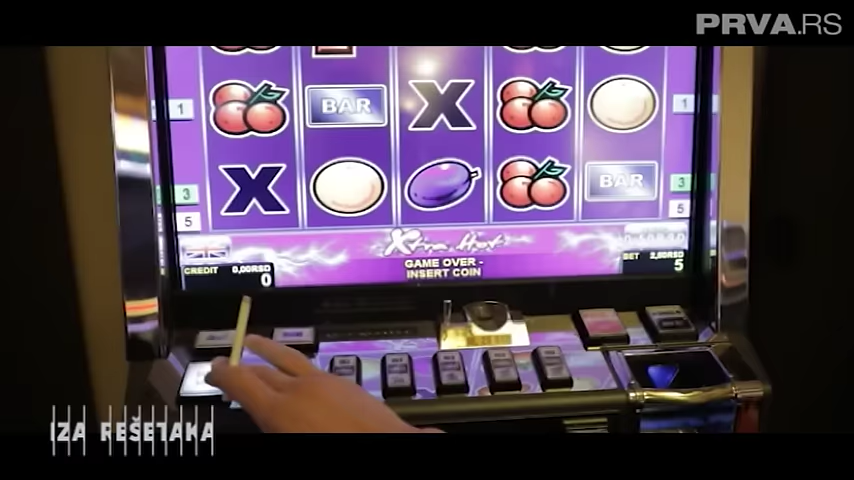 PRVA.RS
BAR
1
1
BAR
3
3
5
5
Xtra Hot
CREDIT 0,00RSD
0
GAME OVER -
INSERT COIN
BET 2,00RSD
5
IZA REŠETAKA